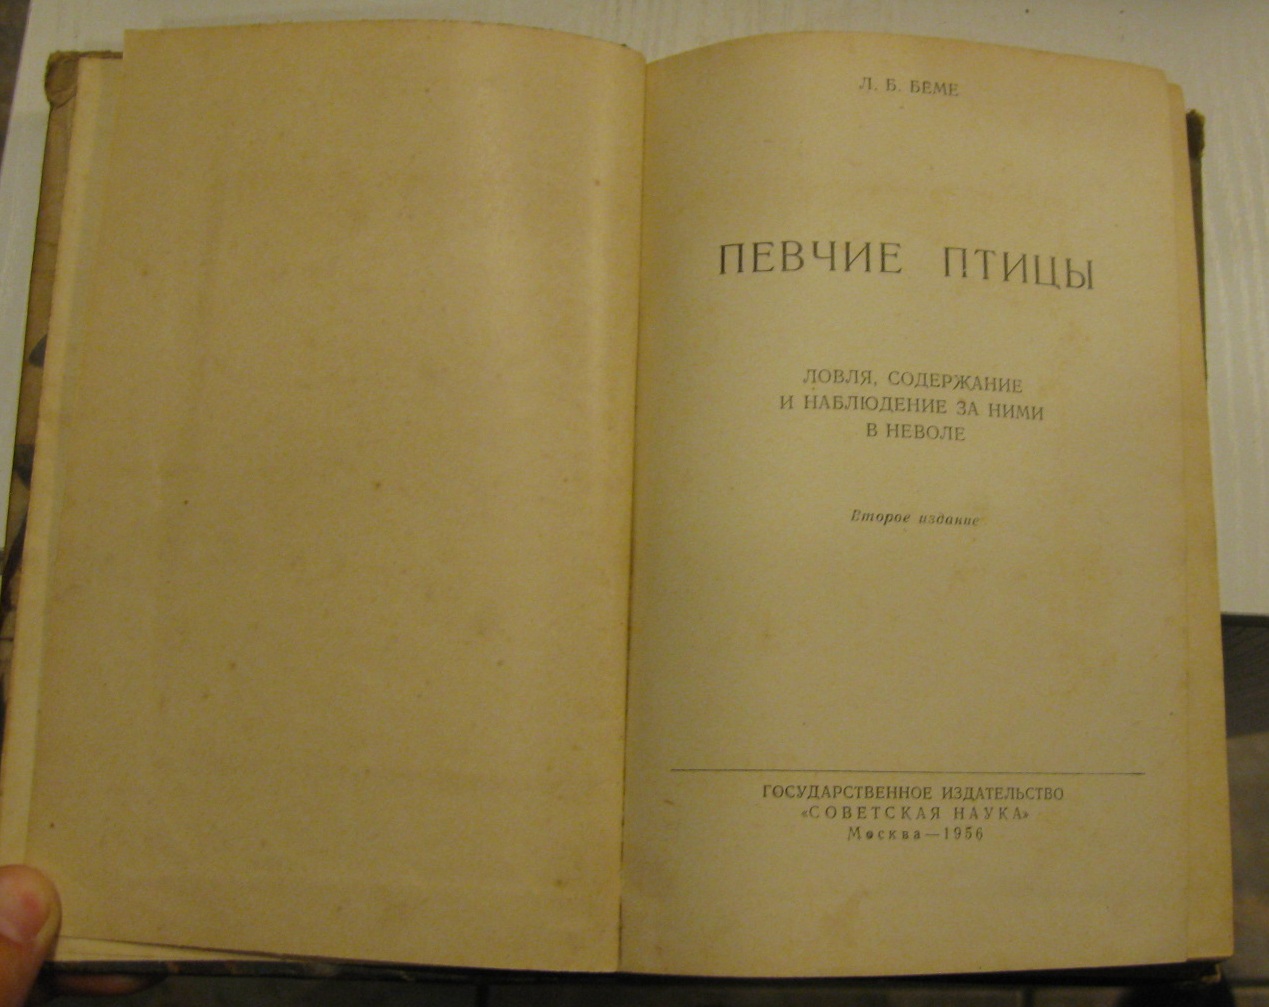 Л. Б. БЕМЕ
ПЕВЧИЕ ПТИЦЫ
ЛОВЛЯ, СОДЕРЖАНИЕ
И НАБЛЮДЕНИЕ ЗА НИМИ
В НЕВОЛЕ
Второе издание
ГОСУДАРСТВЕННОЕ ИЗДАТЕЛЬСТВО
«СОВЕТСКАЯ НАУКА»
Москва—1956